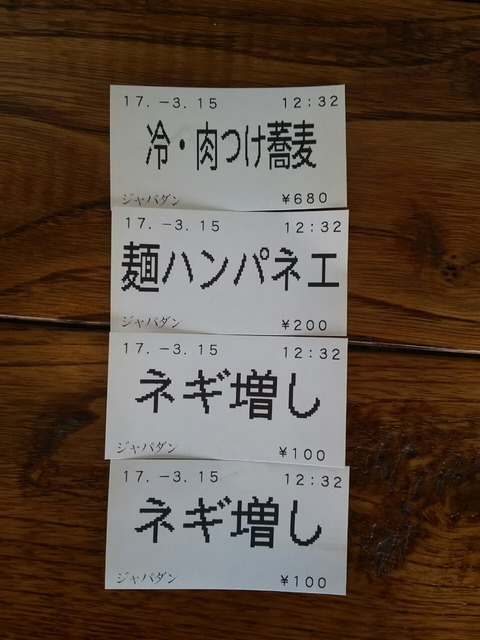 17. -3. 15 12:32
冷・肉つけ蕎麦
ジャパダン ¥680
17. -3. 15 12:32
麺ハンパネエ
ジャパダン ¥200
17. -3. 15 12:32
ネギ増し
ジャパダン ¥100
17. -3. 15 12:32
ネギ増し
ジャパダン ¥100